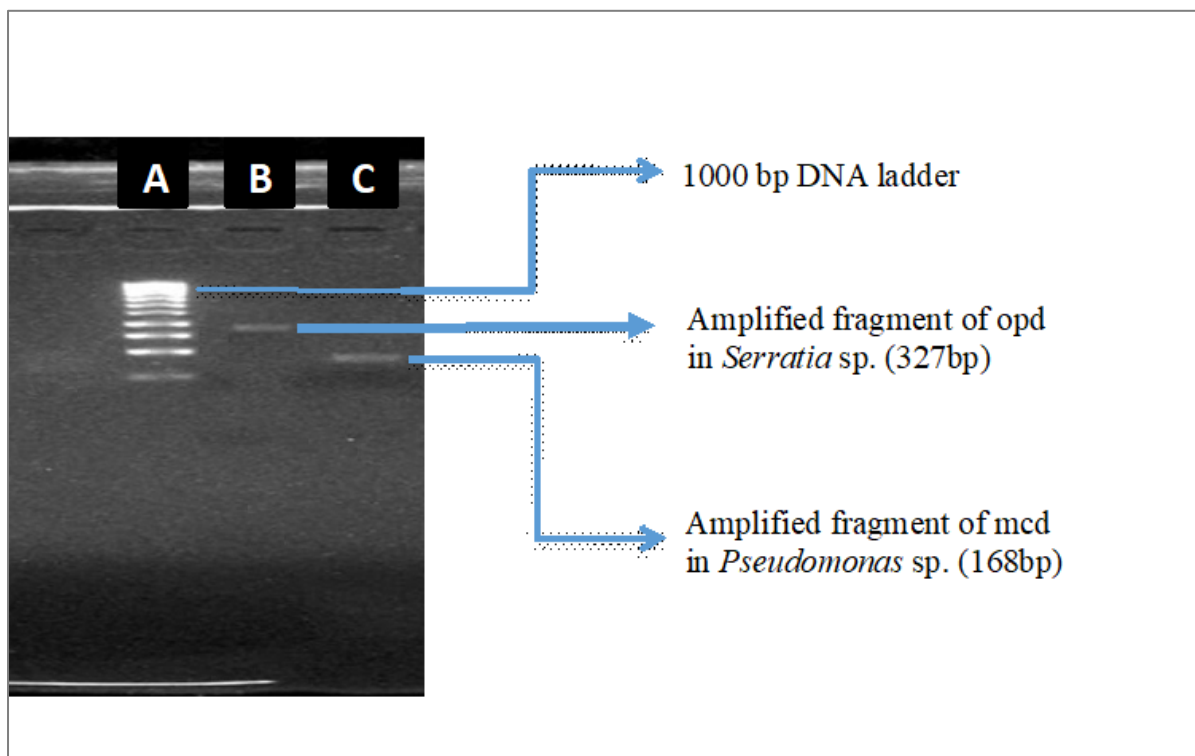 A B C
1000 bp DNA ladder
Amplified fragment of opd
in Serratia sp. (327bp)
Amplified fragment of mcd
in Pseudomonas sp. (168bp)